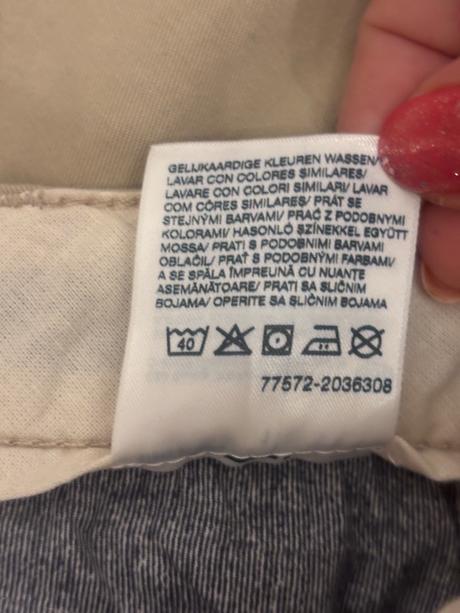 GELIJKAARDIGE KLEUREN WASSEN/
LAVAR CON COLORES SIMILARES/
LAVARE CON COLORI SIMILARI/ LAVAR
COM CÔRES SIMILARES/ PRÁT SE
STEJNÝMI BARVAMI/ PRAĆ Z PODOBNYMI
KOLORAMI/ HASONLÓ SZÍNEKKEL EGYÜTT
MOSSA/ PRATI S PODOBNIMI BARVAMI
OBLAČIL/ PRAŤ S PODOBNÝMI FARBAMI/
A SE SPĂLA ÎMPREUNĂ CU NUANŢE
ASEMĂNĂTOARE/ PRATI SA SLIČNIM
BOJAMA/ OPERITE SA SLIČNIM BOJAMA
40
77572-2036308